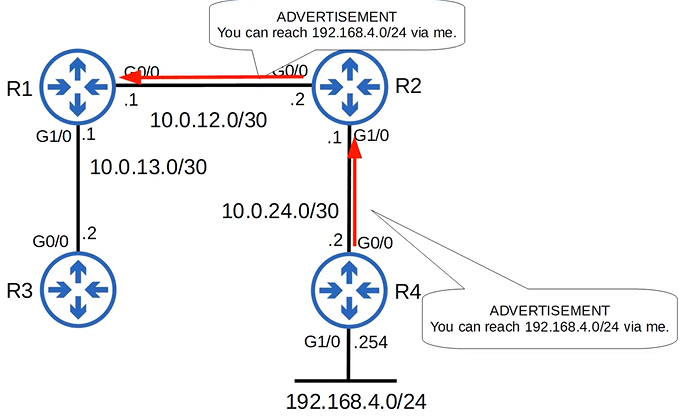 ADVERTISEMENT
You can reach 192.168.4.0/24 via me.
R1
G0/0
G0/0
R2
.1
.2
10.0.12.0/30
G1/0
.1
.1
G1/0
10.0.13.0/30
10.0.24.0/30
.2
G0/0
.2
G0/0
R3
R4
ADVERTISEMENT
You can reach 192.168.4.0/24 via me.
G1/0
.254
192.168.4.0/24